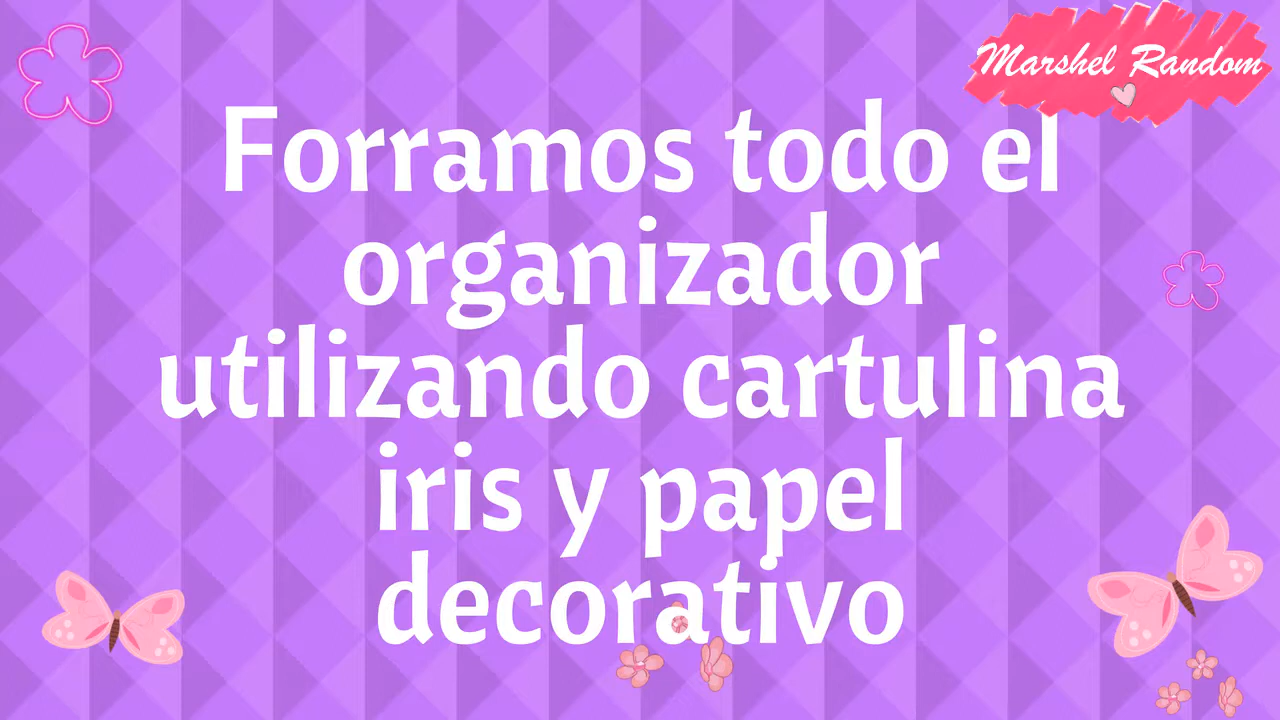 Marshel Random
Forramos todo el
organizador
utilizando cartulina
iris y papel
decorativo